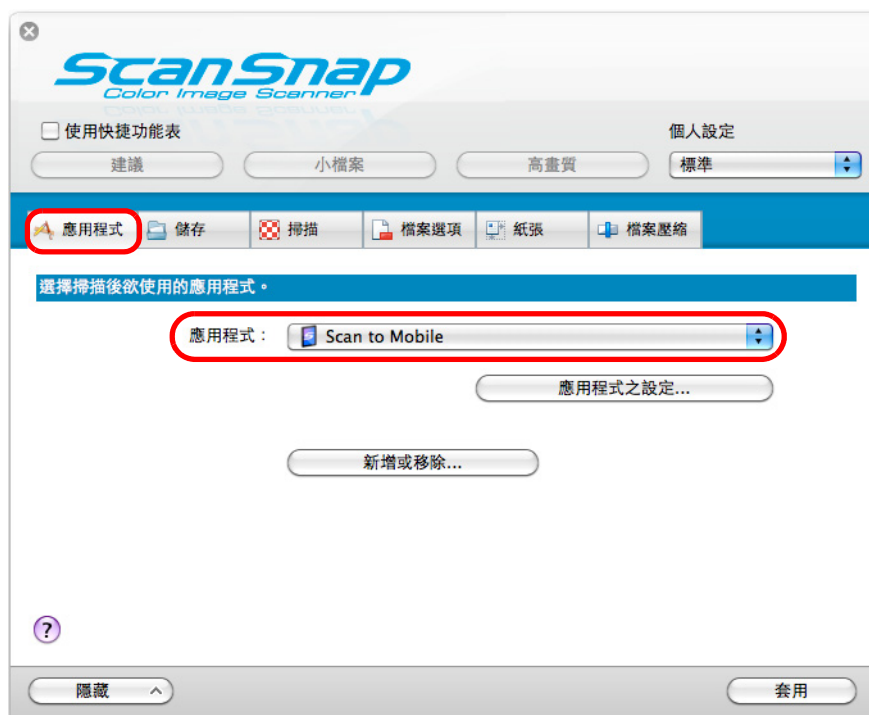 ScanSnap
Color Image Scanner
使用快捷功能表
個人設定
建議 小檔案 高畫質 標準
應用程式 儲存 掃描 檔案選項 紙張 檔案壓縮
選擇掃描後欲使用的應用程式。
應用程式： Scan to Mobile
應用程式之設定...
新增或移除...
?
隱藏 套用